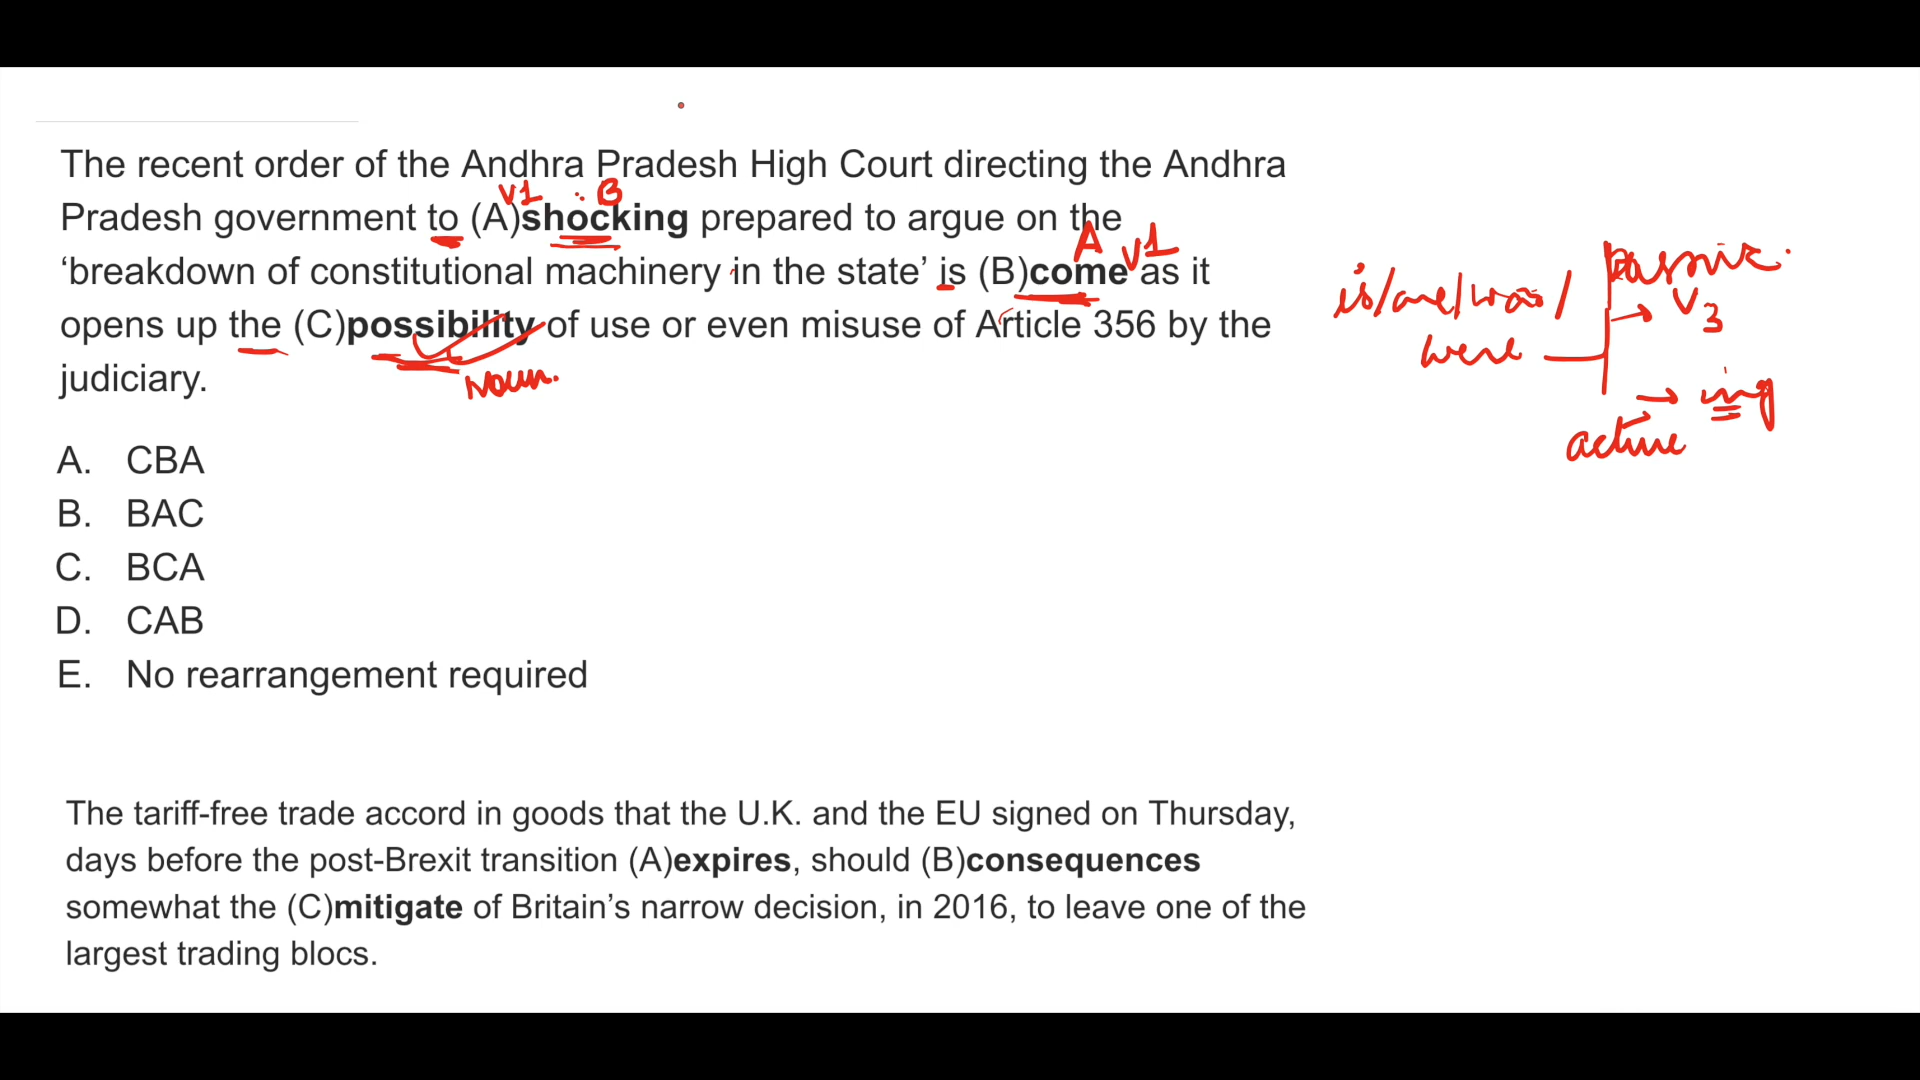 The recent order of the Andhra Pradesh High Court directing the Andhra
V1 B
Pradesh government to (A)shocking prepared to argue on the
A V1
‘breakdown of constitutional machinery in the state’ is (B)come as it
opens up the (C)possibility of use or even misuse of Article 356 by the
Noun.
judiciary.
is/are/was/
were
Passive
V3
ing
active
A. CBA
B. BAC
C. BCA
D. CAB
E. No rearrangement required
The tariff-free trade accord in goods that the U.K. and the EU signed on Thursday,
days before the post-Brexit transition (A)expires, should (B)consequences
somewhat the (C)mitigate of Britain’s narrow decision, in 2016, to leave one of the
largest trading blocs.